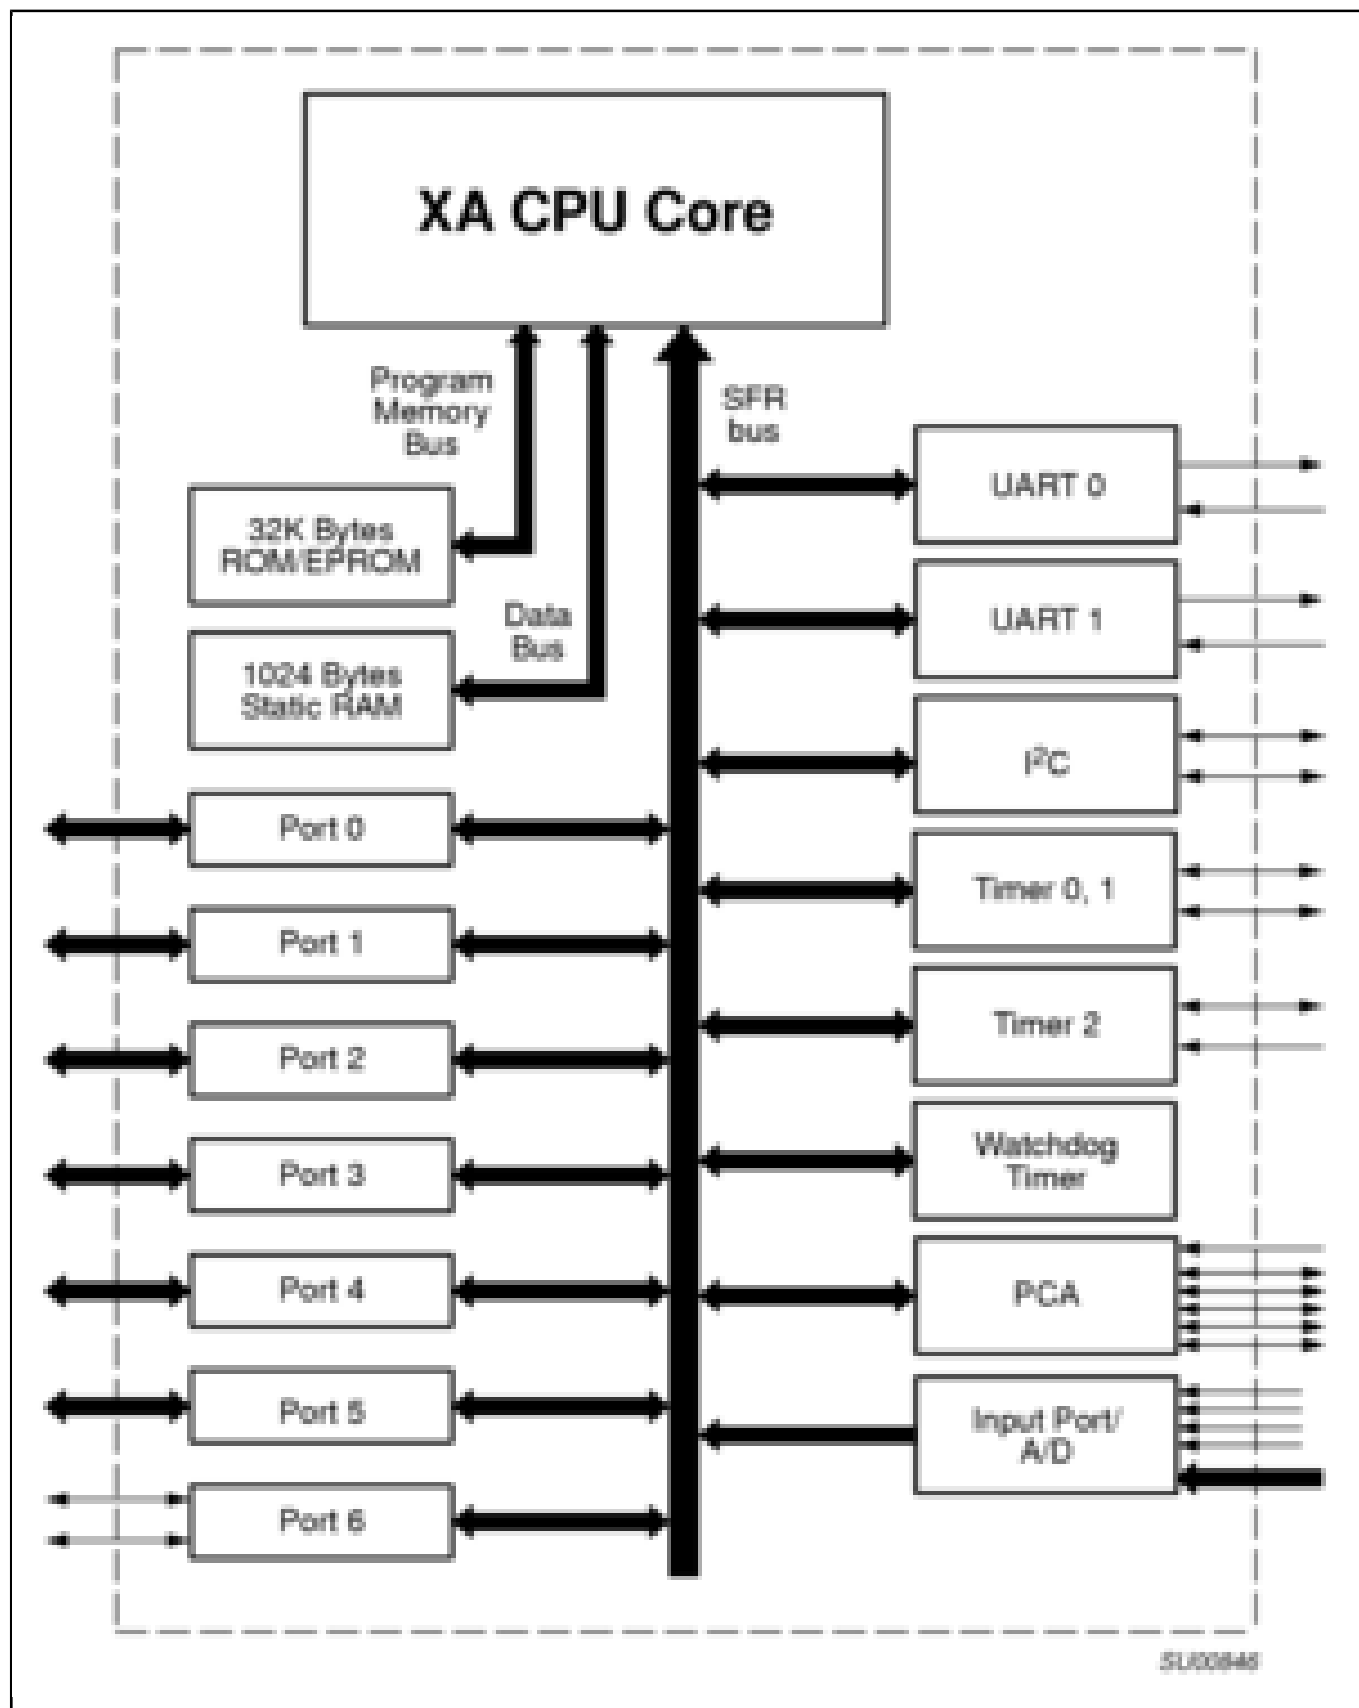 XA CPU Core
Program
Memory
Bus
SFR
bus
32K Bytes
ROM/EPROM
Data
Bus
1024 Bytes
Static RAM
Port 0
Port 1
Port 2
Port 3
Port 4
Port 5
Port 6
UART 0
UART 1
I²C
Timer 0, 1
Timer 2
Watchdog
Timer
PCA
Input Port/
A/D
SU00846